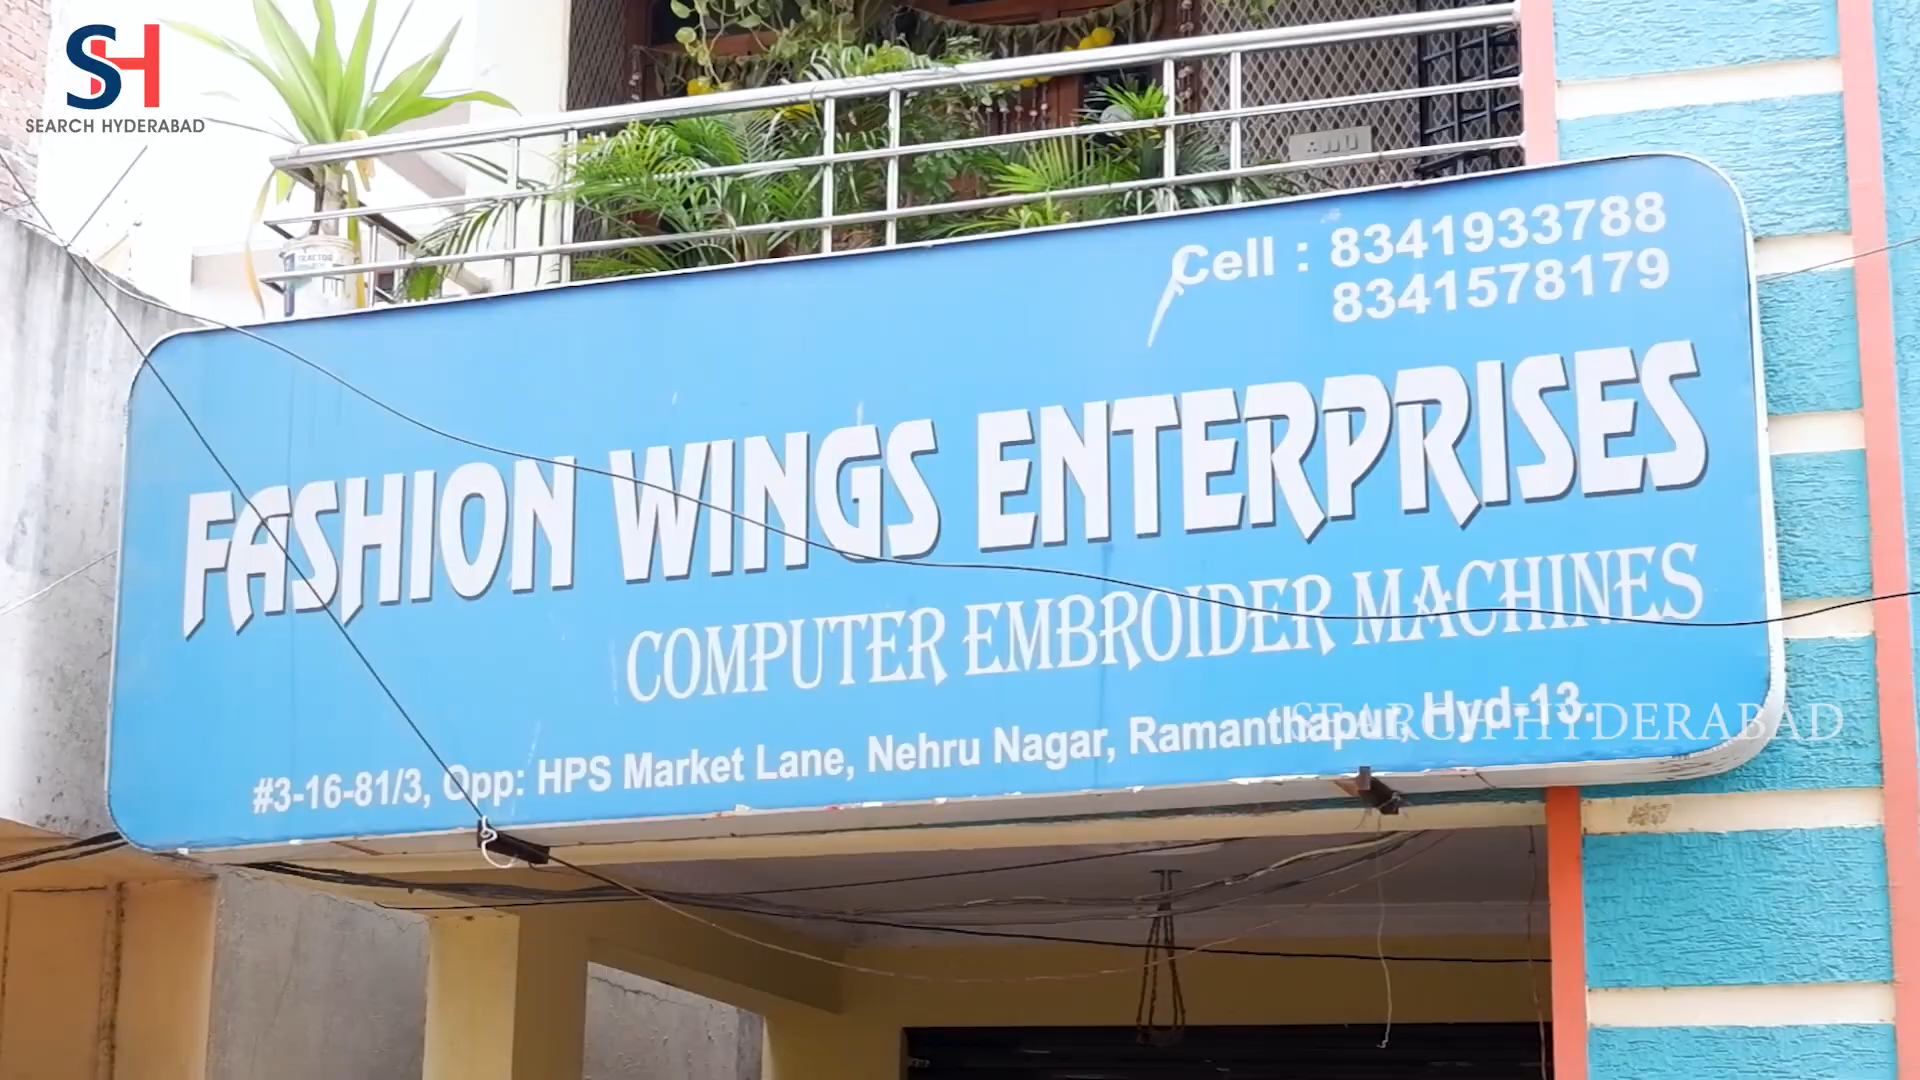 SH
SEARCH HYDERABAD
TRACTOR
Cell : 8341933788
8341578179
FASHION WINGS ENTERPRISES
COMPUTER EMBROIDER MACHINES
#3-16-81/3, Opp: HPS Market Lane, Nehru Nagar, Ramanthapur, Hyd-13.
SEARCH HYDERABAD